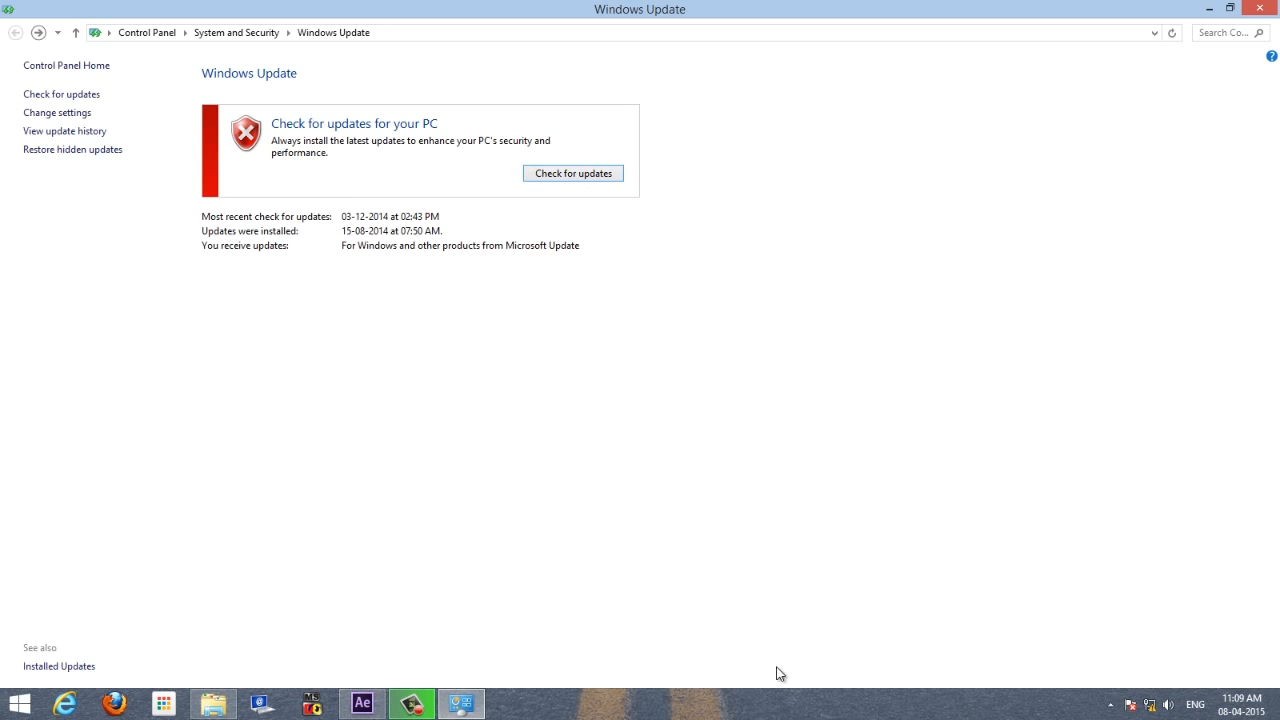 Windows Update
Control Panel System and Security Windows Update
Search Co...
Control Panel Home
Check for updates
Change settings
View update history
Restore hidden updates
Windows Update
Check for updates for your PC
Always install the latest updates to enhance your PC's security and
performance.
Check for updates
Most recent check for updates: 03-12-2014 at 02:43 PM
Updates were installed: 15-08-2014 at 07:50 AM.
You receive updates: For Windows and other products from Microsoft Update
See also
Installed Updates
MS
Ae
ENG
11:09 AM
08-04-2015